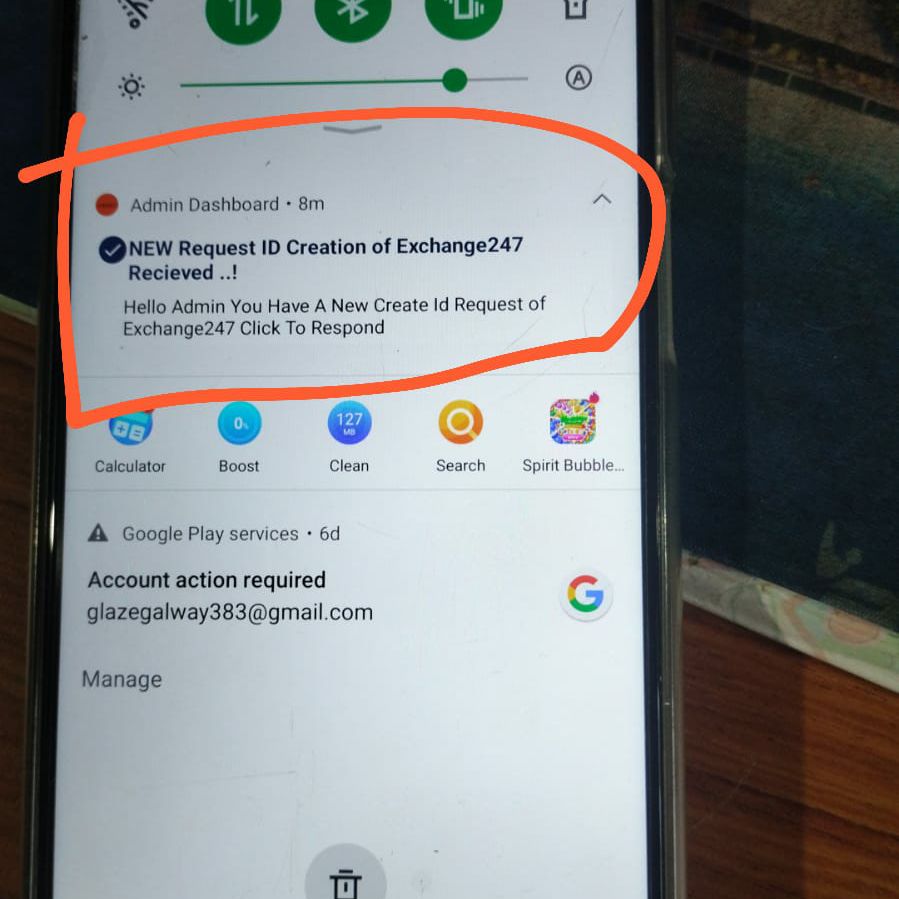 A
Admin Dashboard • 8m
NEW Request ID Creation of Exchange247
Recieved ..!
Hello Admin You Have A New Create Id Request of
Exchange247 Click To Respond
0%
127
MB
Calculator
Boost
Clean
Search
Spirit Bubble...
Google Play services • 6d
Account action required
glazegalway383@gmail.com
G
Manage